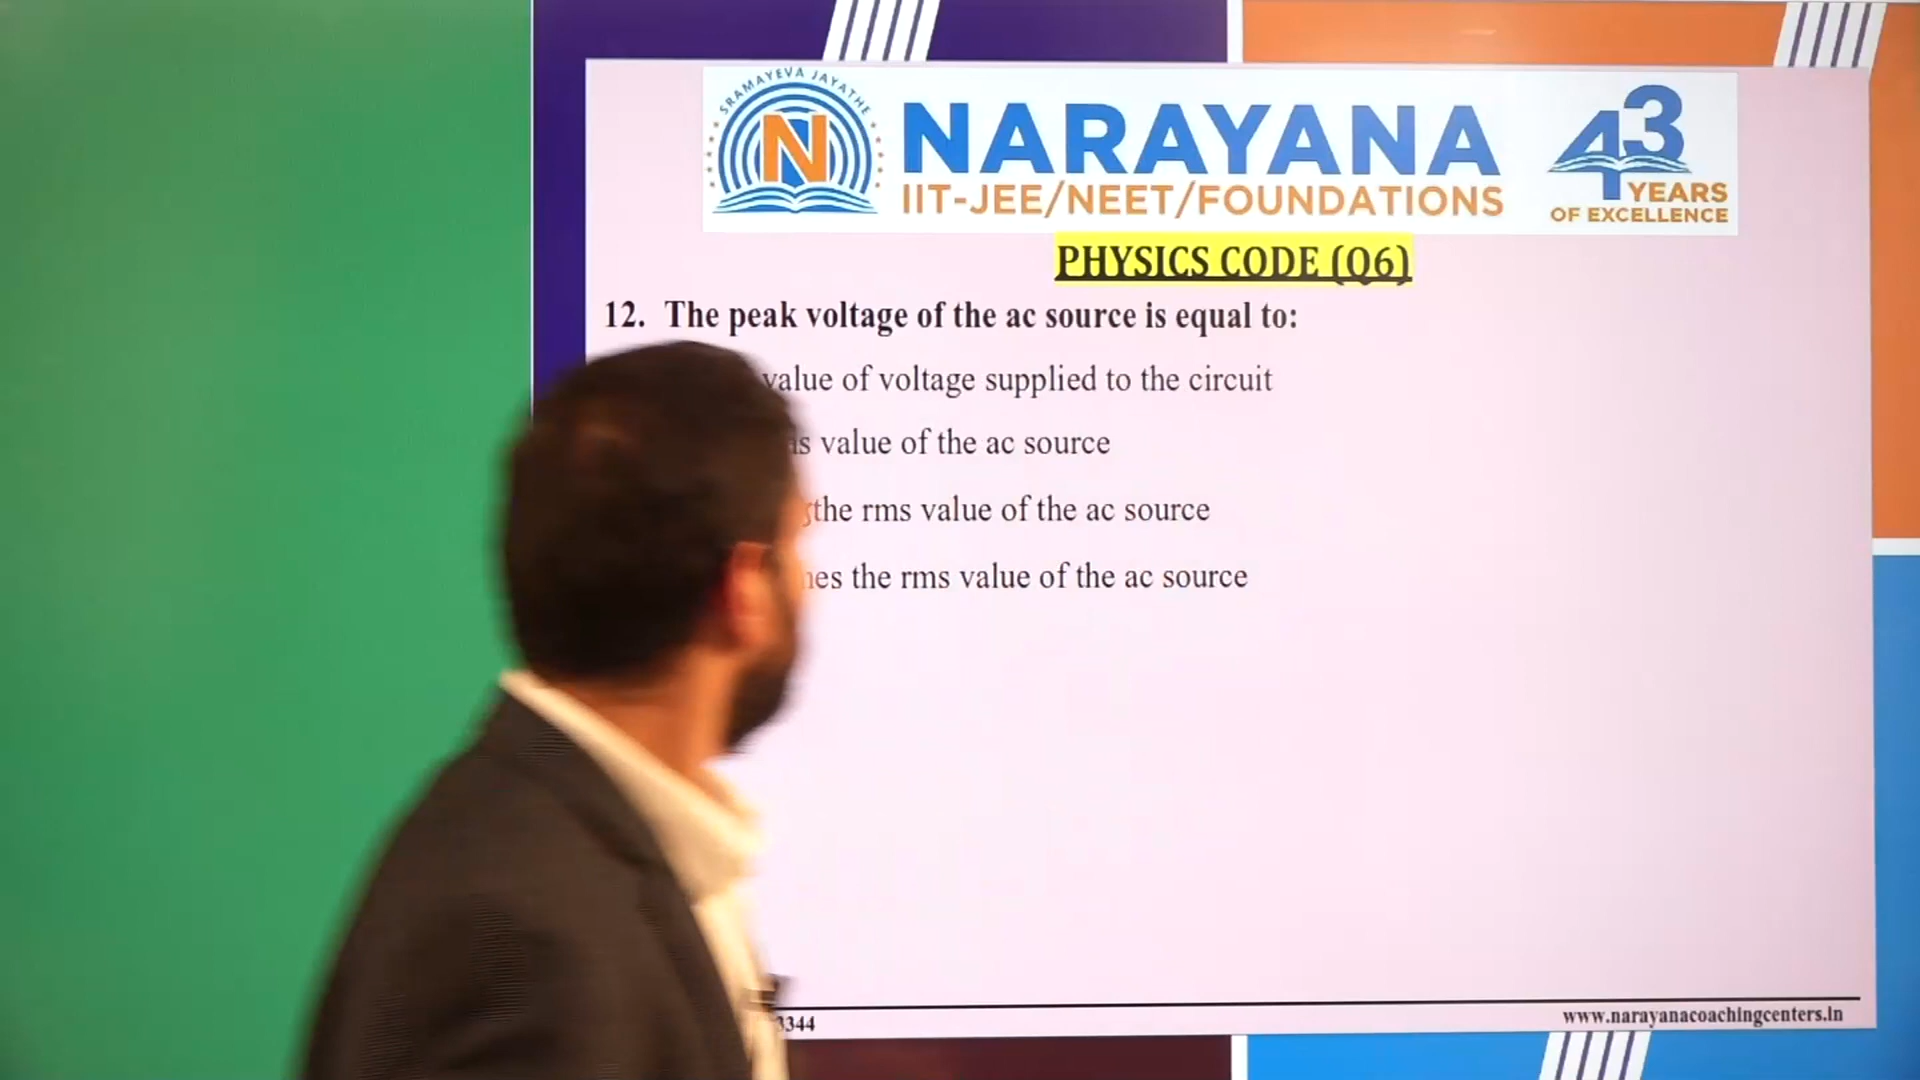 SRAMAYEVA JAYATHE
N
NARAYANA
IIT-JEE/NEET/FOUNDATIONS
43
YEARS
OF EXCELLENCE
PHYSICS CODE (Q6)
12. The peak voltage of the ac source is equal to:
value of voltage supplied to the circuit
value of the ac source
the rms value of the ac source
the rms value of the ac source
3344
www.narayanacoachingcenters.in